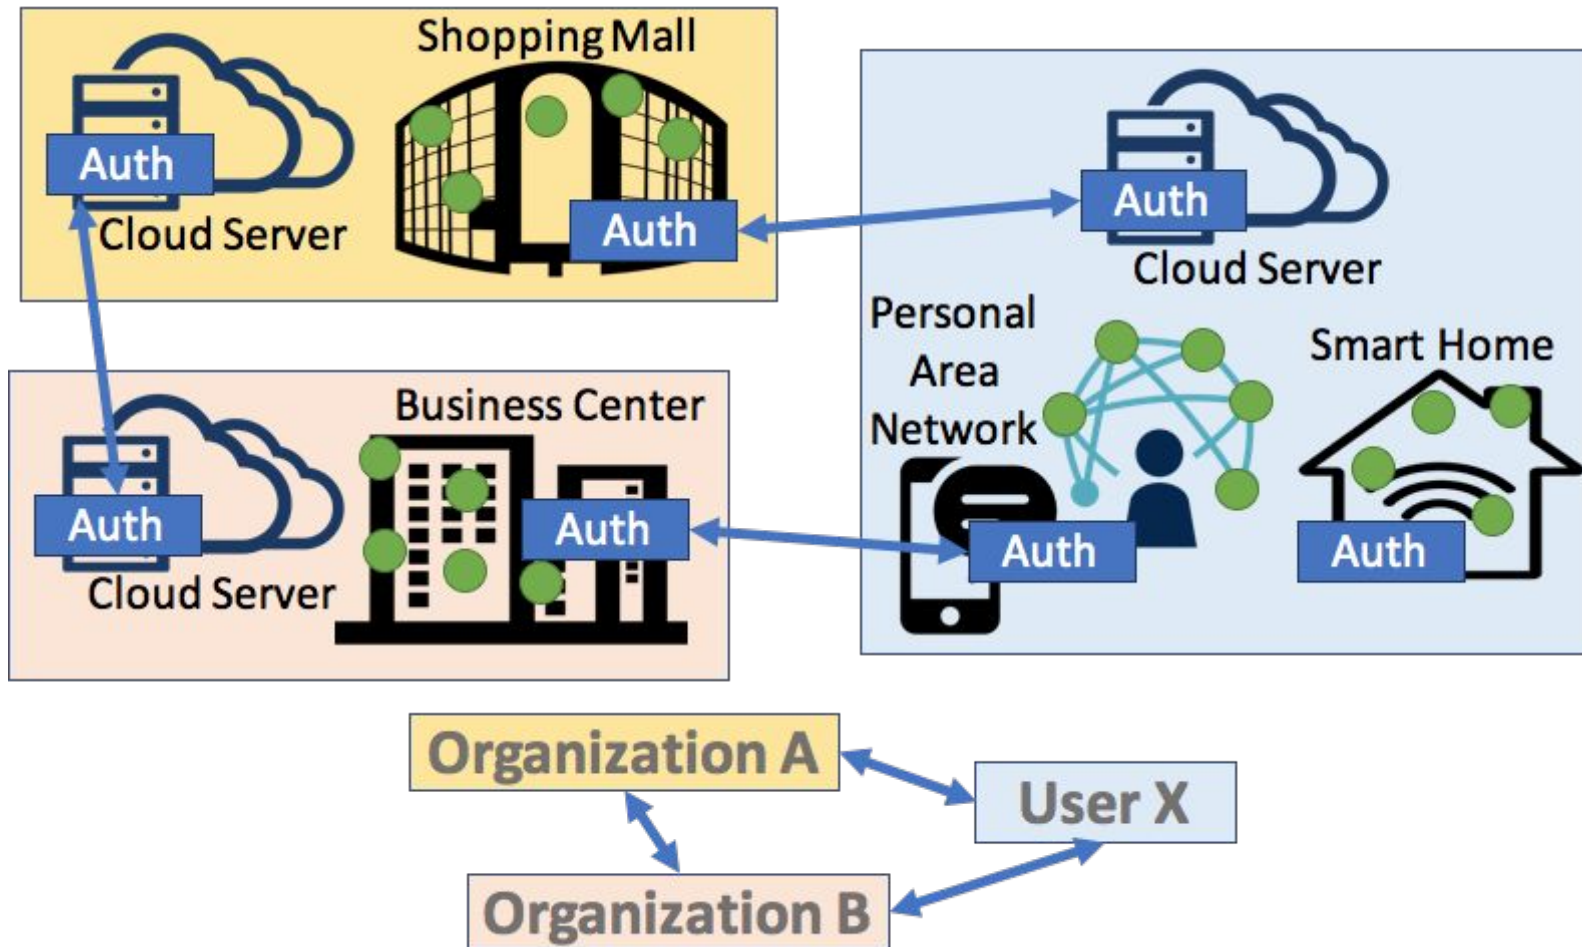 Shopping Mall
Auth
Cloud Server
Auth
Auth
Cloud Server
Personal
Area
Network
Smart Home
Auth
Auth
Business Center
Auth
Auth
Cloud Server
Organization A
User X
Organization B